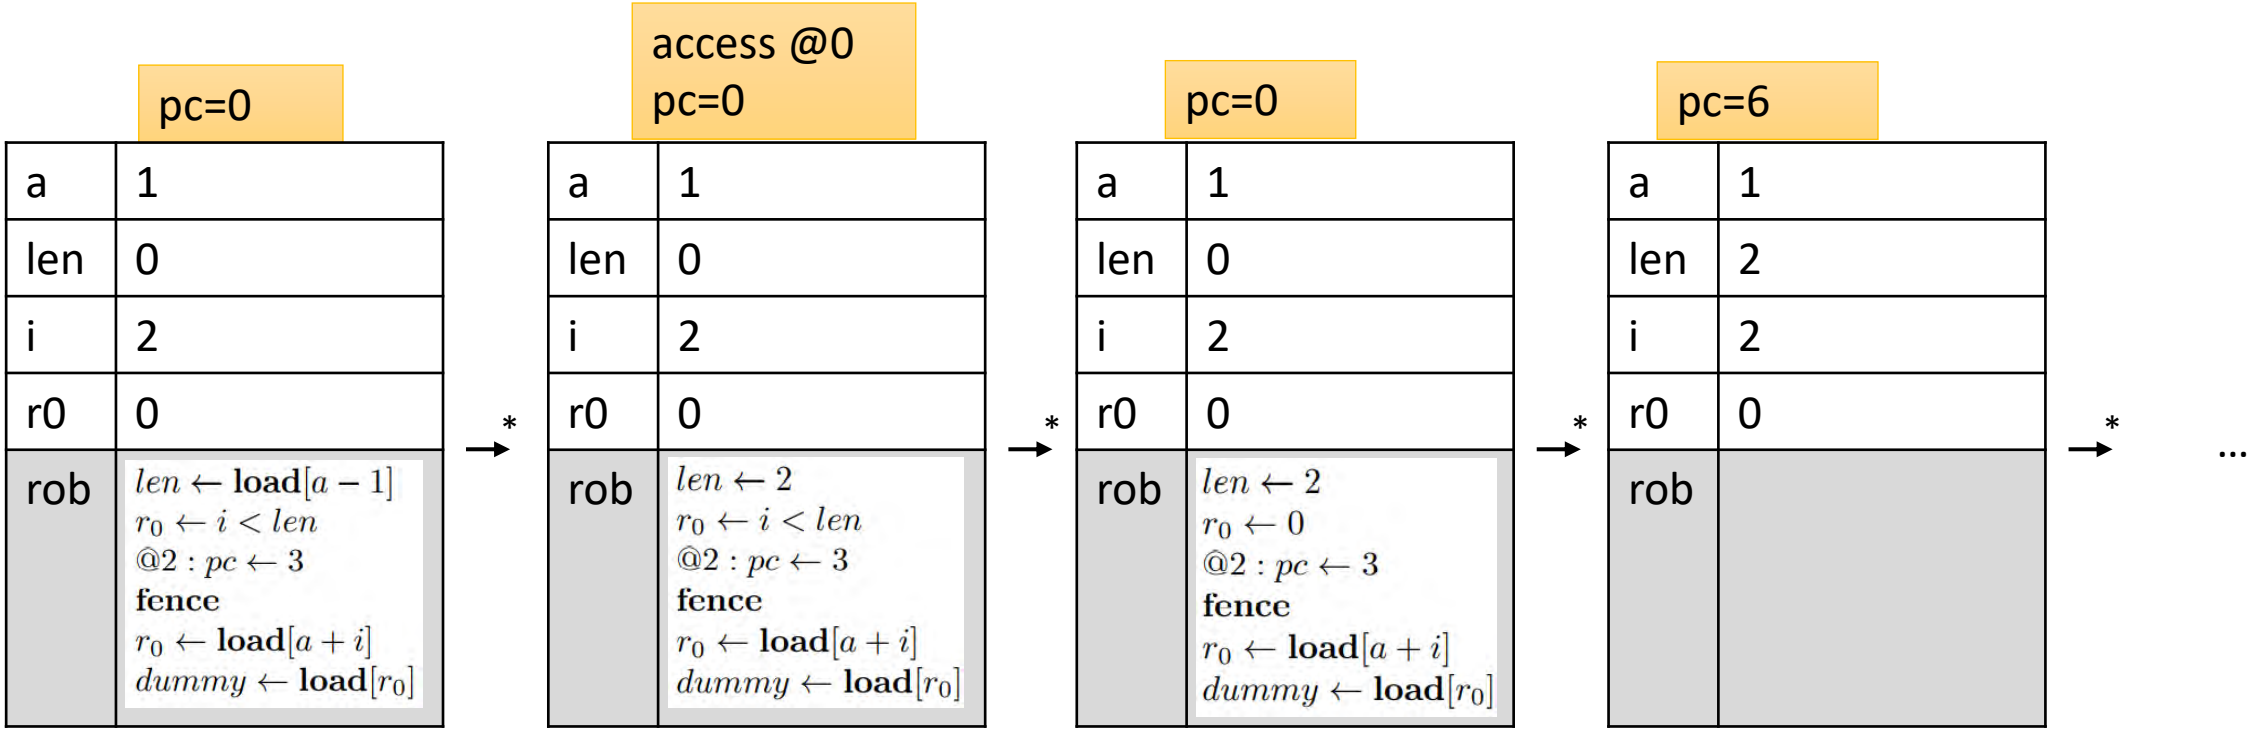 pc=0
a 1
len 0
i 2
r0 0
rob
len ← load[a − 1]
r₀ ← i < len
@2 : pc ← 3
fence
r₀ ← load[a + i]
dummy ← load[r₀]
→*
access @0
pc=0
a 1
len 0
i 2
r0 0
rob
len ← 2
r₀ ← i < len
@2 : pc ← 3
fence
r₀ ← load[a + i]
dummy ← load[r₀]
→*
pc=0
a 1
len 0
i 2
r0 0
rob
len ← 2
r₀ ← 0
@2 : pc ← 3
fence
r₀ ← load[a + i]
dummy ← load[r₀]
→*
pc=6
a 1
len 2
i 2
r0 0
rob
→*
...